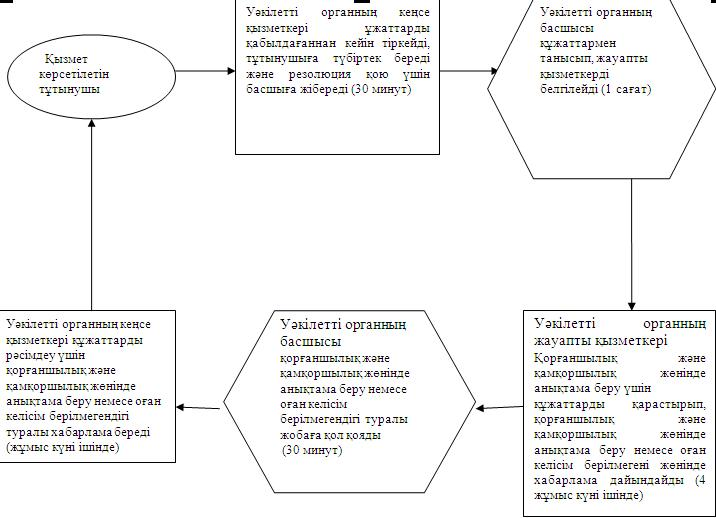 Қызмет
көрсетілетін
тұтынушы
Уәкілетті органның кеңсе
қызметкері ұжаттарды
қабылдағаннан кейін тіркейді,
тұтынушыға түбіртек береді
және резолюция қою үшін
басшыға жібереді (30 минут)
Уәкілетті органның
басшысы
құжаттармен
танысып, жауапты
қызметкерді
белгілейді (1 сағат)
Уәкілетті органның
жауапты қызметкері
Қорғаншылық және
қамқоршылық жөнінде
анықтама беру үшін
құжаттарды қарастырып,
қорғаншылық және
қамқоршылық жөнінде
анықтама беру немесе оған
келісім берілмегені жөнінде
хабарлама дайындайды (4
жұмыс күні ішінде)
Уәкілетті органның
басшысы
қорғаншылық және
қамқоршылық жөнінде
анықтама беру немесе
оған келісім
берілмегендігі туралы
жобаға қол қояды
(30 минут)
Уәкілетті органның кеңсе
қызметкері құжаттарды
рәсімдеу үшін
қорғаншылық және
қамқоршылық жөнінде
анықтама беру немесе оған
келісім берілмегендігі
туралы хабарлама береді
(жұмыс күні ішінде)